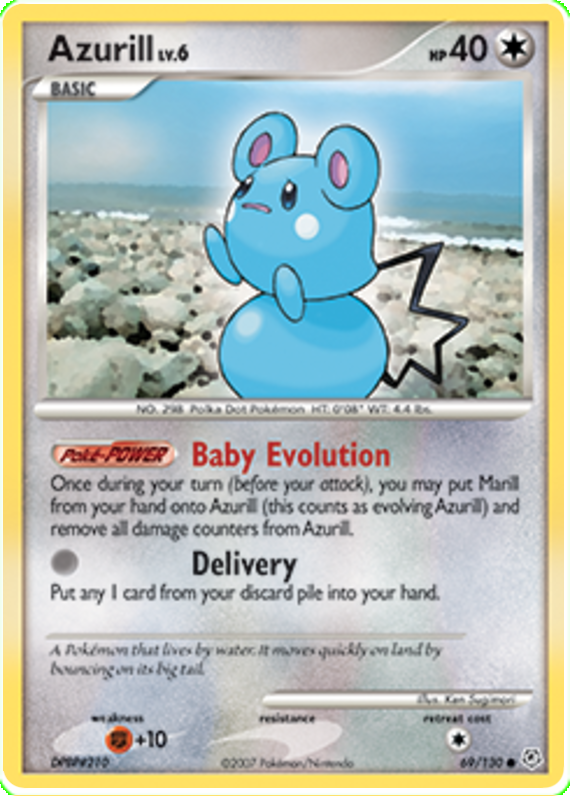 Azurill LV.6 HP 40
BASIC
NO. 298 Polka Dot Pokémon HT: 0'08" WT: 4.4 lbs.
Poké-POWER Baby Evolution
Once during your turn (before your attack), you may put Marill
from your hand onto Azurill (this counts as evolving Azurill) and
remove all damage counters from Azurill.
Delivery
Put any 1 card from your discard pile into your hand.
A Pokémon that lives by water. It moves quickly on land by
bouncing on its big tail.
Illus. Ken Sugimori
weakness resistance retreat cost
+10
DPBP#210 ©2007 Pokémon/Nintendo 69/130